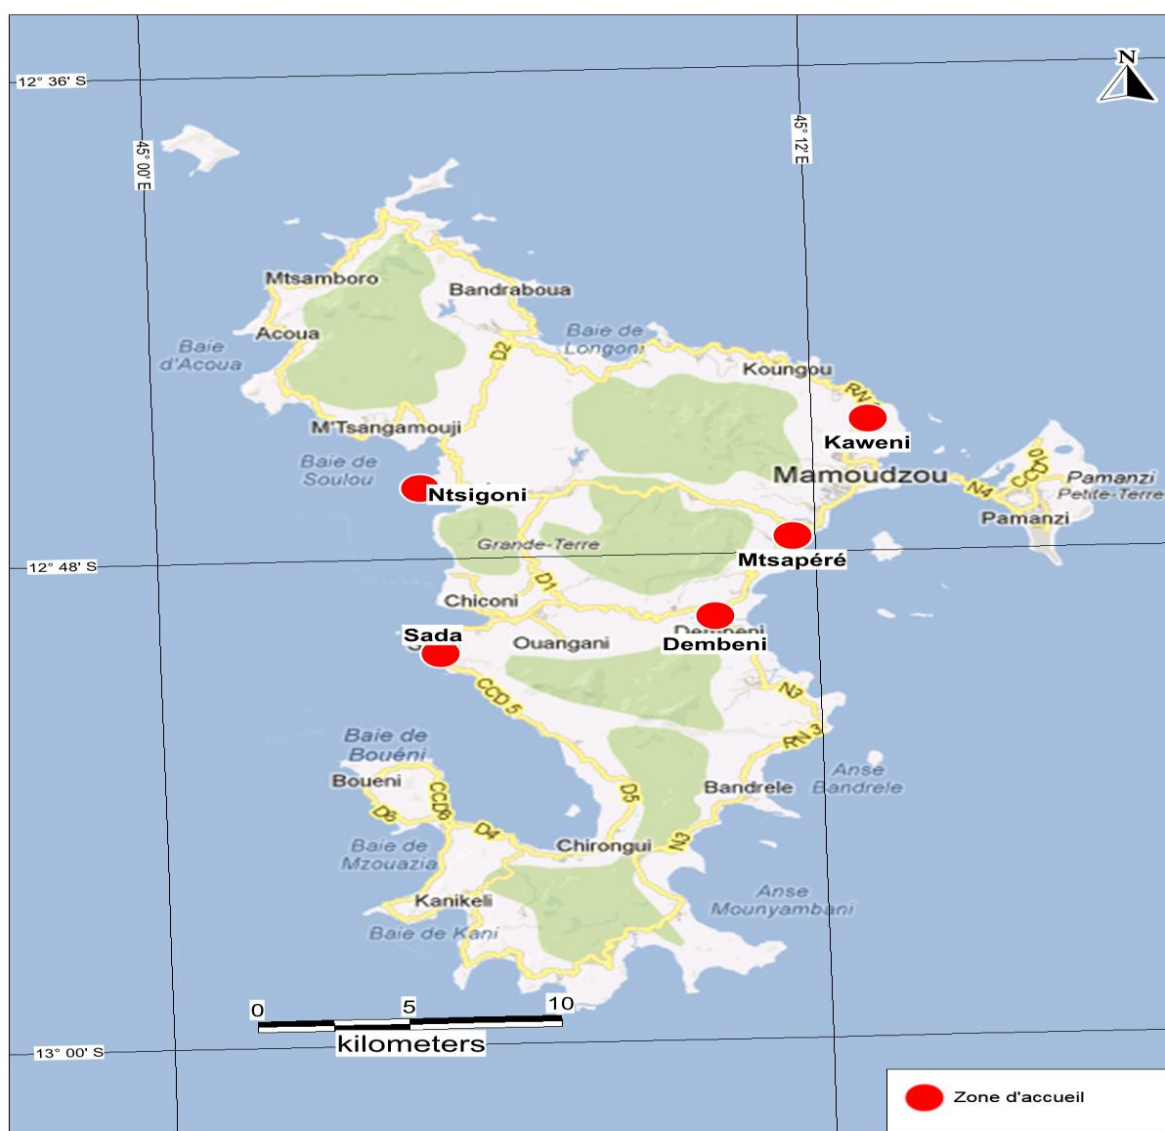 N
12° 36' S
45° 00' E
45° 12' E
Mtsamboro
Bandraboua
Acoua
Baie
d'Acoua
Baie de
Longoni
D2
Koungou
RN
Kaweni
M'Tsangamouji
Baie de
Soulou
Ntsigoni
Mamoudzou
N4
CCD
Pamanzi
Petite-Terre
Pamanzi
Grande-Terre
Mtsapéré
12° 48' S
D1
Chiconi
Sada
Ouangani
Dembeni
Dembeni
CCD 5
N3
RN 3
Baie de
Bouéni
Boueni
CCD6
D6
D4
D5
Bandrele
Anse
Bandrele
Baie de
Mzouazia
Chirongui
N3
Kanikeli
Anse
Mounyambani
Baie de Kani
0 5 10
kilometers
13° 00' S
Zone d'accueil